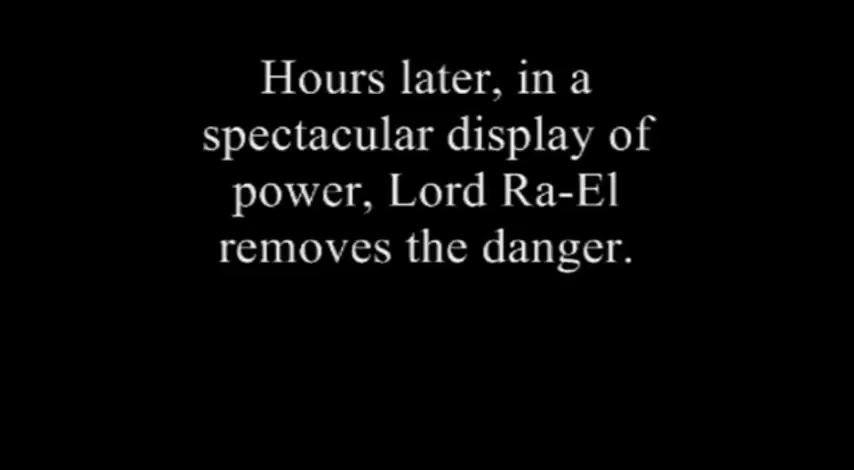 Hours later, in a
spectacular display of
power, Lord Ra-El
removes the danger.